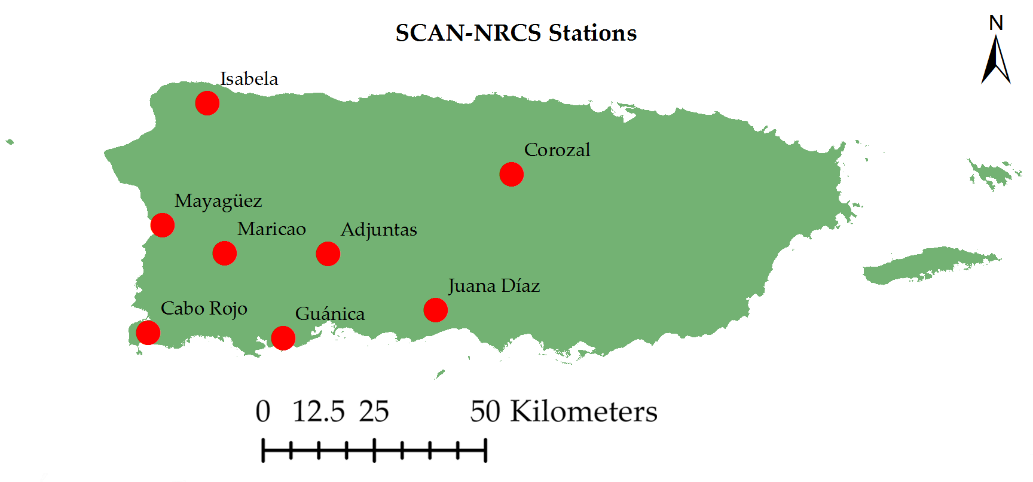 SCAN-NRCS Stations
N
Isabela
Corozal
Mayagüez
Maricao
Adjuntas
Juana Díaz
Cabo Rojo
Guánica
0 12.5 25 50 Kilometers